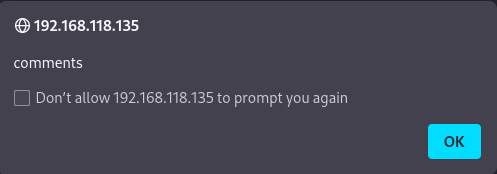 192.168.118.135
comments
Don’t allow 192.168.118.135 to prompt you again
OK